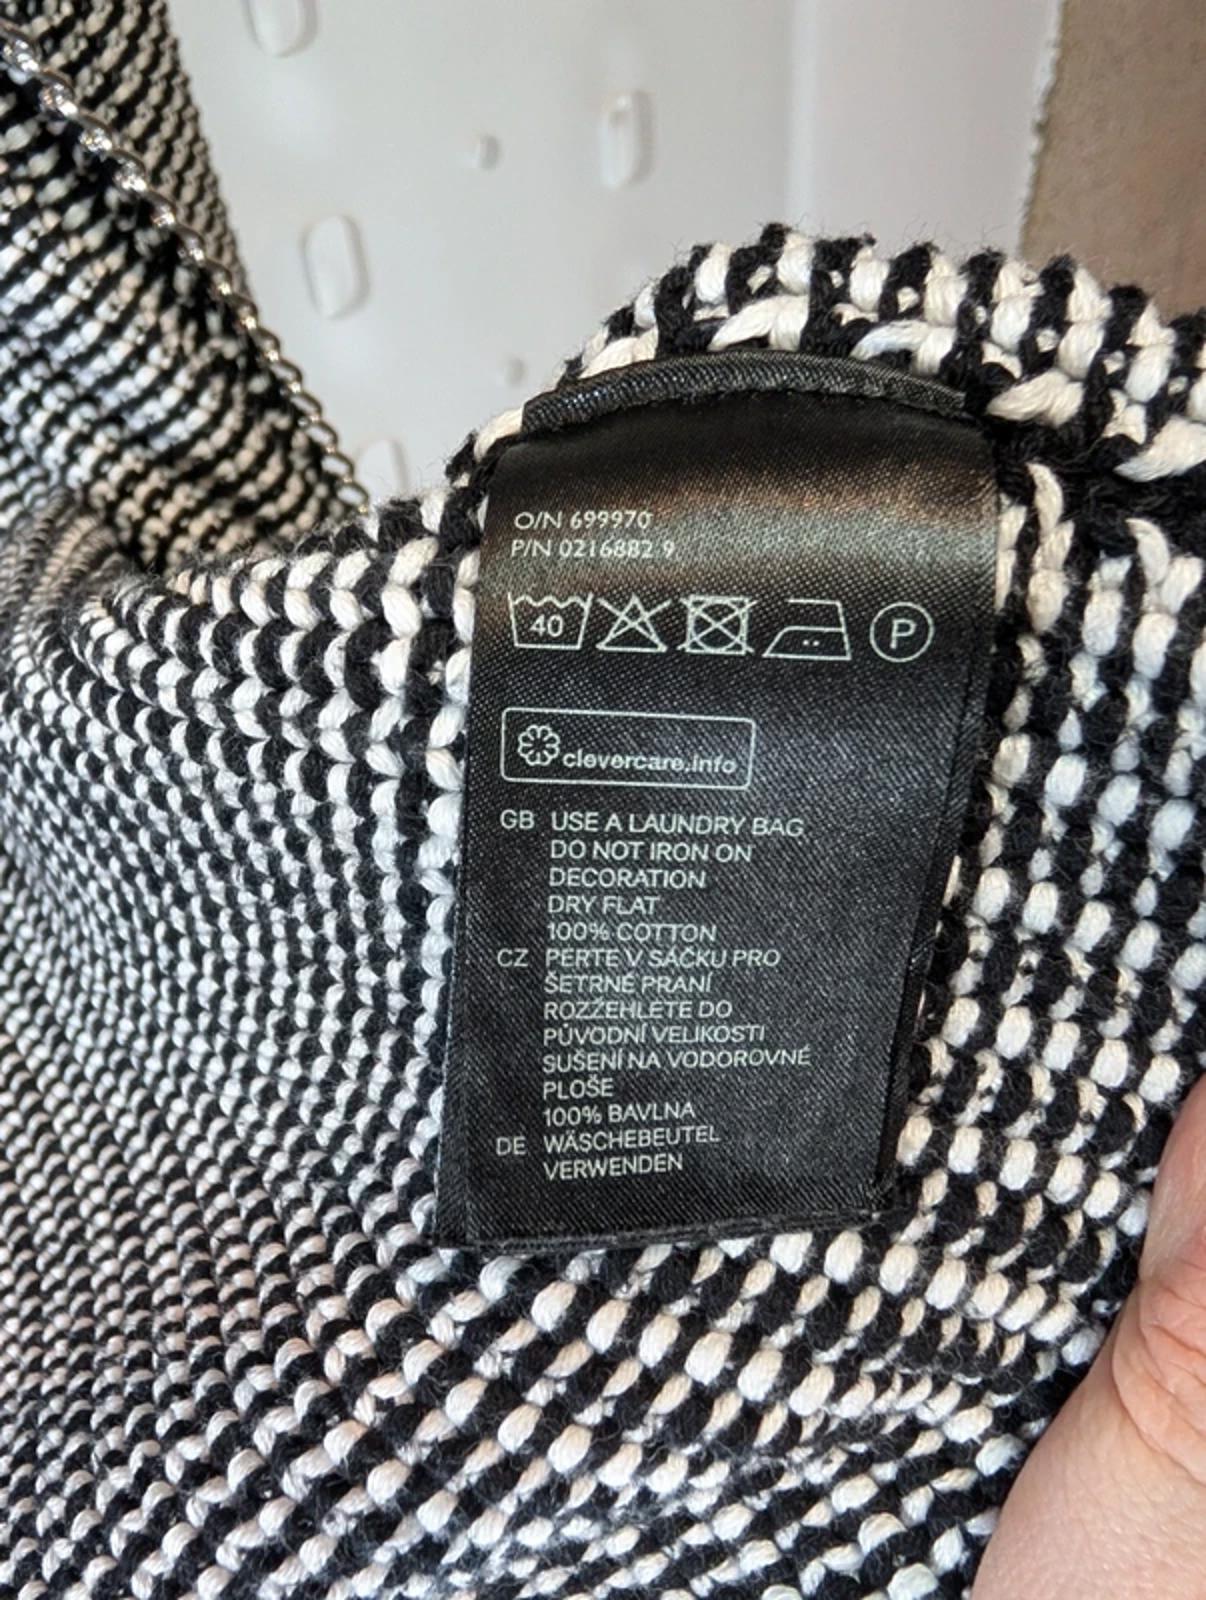 O/N 699970
P/N 0216882 9
40 P
clevercare.info
GB USE A LAUNDRY BAG
DO NOT IRON ON
DECORATION
DRY FLAT
100% COTTON
CZ PERTE V SÁČKU PRO
ŠETRNÉ PRANÍ
ROZŽEHLETE DO
PŮVODNÍ VELIKOSTI
SUŠENÍ NA VODOROVNÉ
PLOŠE
100% BAVLNA
DE WÄSCHEBEUTEL
VERWENDEN